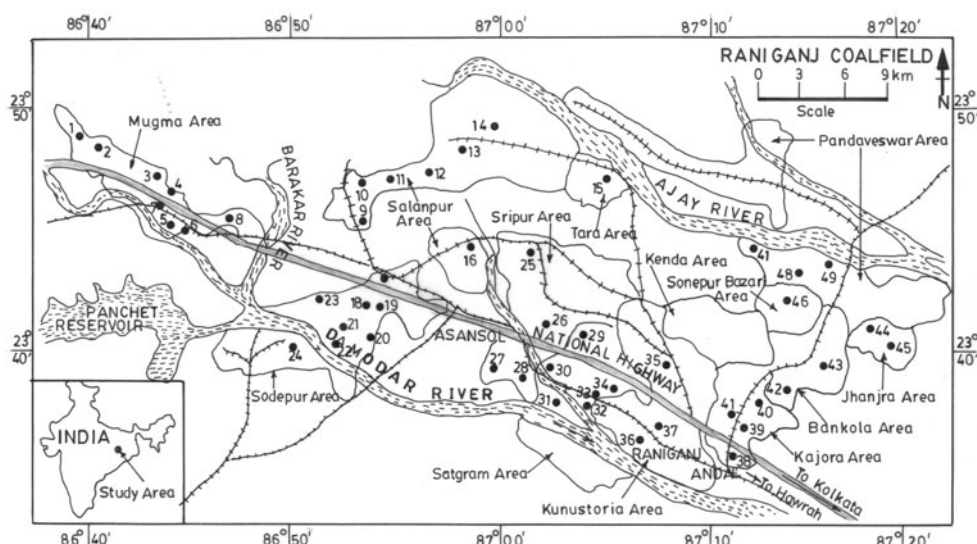 86°40' 86°50' 87°00' 87°10' 87°20'
RANIGANJ COALFIELD
0 3 6 9 km
Scale
N
23°
50'
23°
50'
Mugma Area
1
2
3
4
5
6
7
8
BARAKAR RIVER
14
13
12
11
10
9
Salanpur
Area
15
Tara Area
Pandaveswar Area
AJAY RIVER
Sripur Area
16
25
Kenda Area
Sonepur Bazari
Area
41
48
49
46
PANCHET
RESERVOIR
23
18
19
21
20
22
24
ASANSOL
DAMODAR RIVER
NATIONAL HIGHWAY
26
29
27
28
30
31
32
33
34
35
36
37
44
45
43
42
40
41
39
38
23°
40'
23°
40'
Jhanjra Area
Bankola Area
Kajora Area
Sodepur Area
Satgram Area
RANIGANJ
ANDAL
Kunustoria Area
To Hawrah
To Kolkata
INDIA
Study Area
86°40' 86°50' 87°00' 87°10' 87°20'